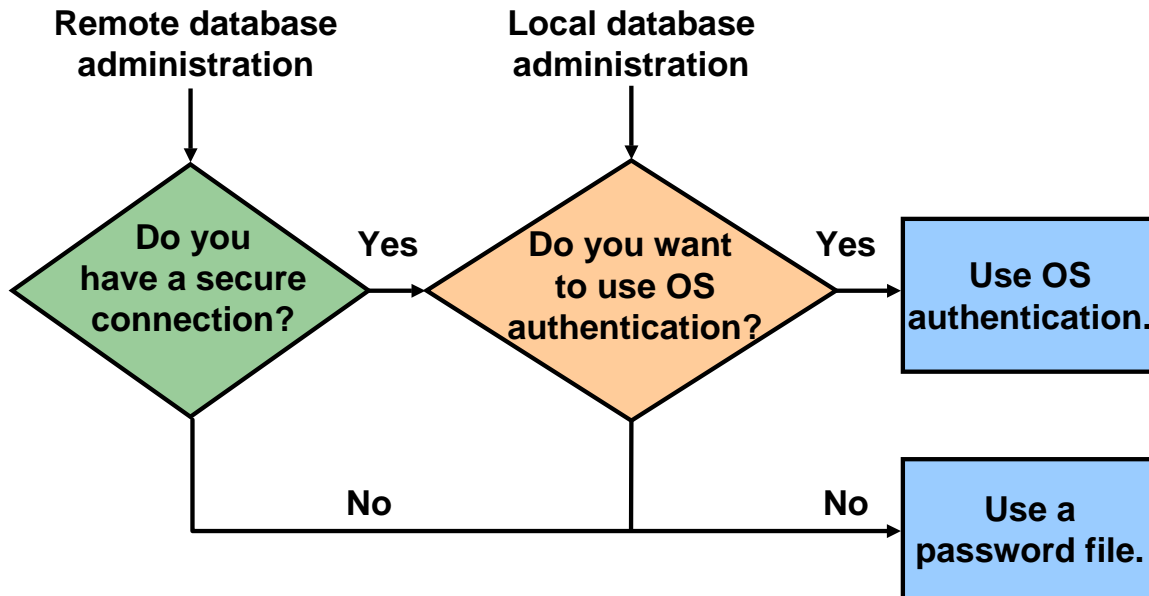 Remote database
administration
Local database
administration
Do you
have a secure
connection?
Yes
Do you want
to use OS
authentication?
Yes
Use OS
authentication.
No
No
Use a
password file.